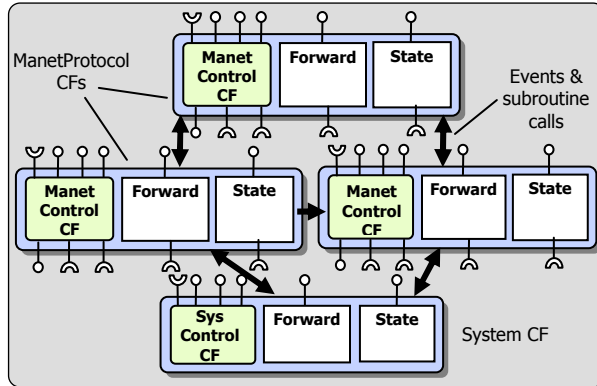 Manet
Control
CF
Forward
State
ManetProtocol
CFs
Events &
subroutine
calls
Manet
Control
CF
Forward
State
Manet
Control
CF
Forward
State
Sys
Control
CF
Forward
State
System CF